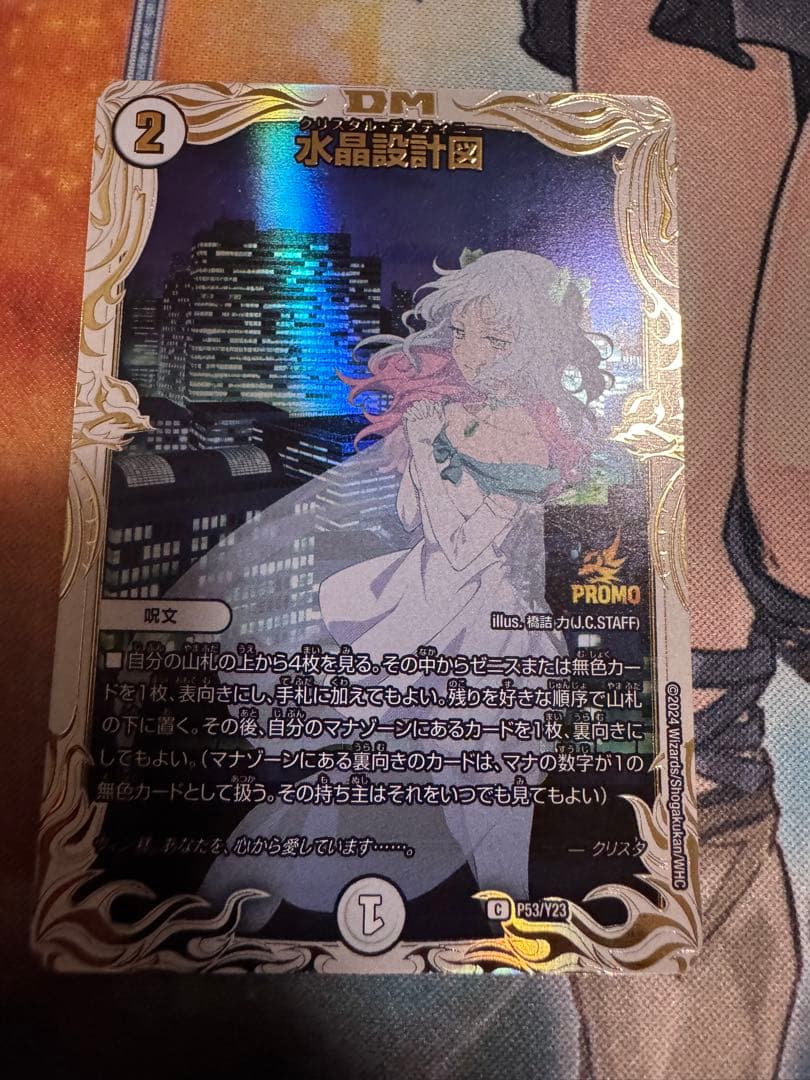 DM
2
クリスタル・デスティニー
水晶設計図
PROMO
呪文
illus. 橋詰 力(J.C.STAFF)
■自分の山札の上から4枚を見る。その中からゼニスまたは無色カー
ドを1枚、表向きにし、手札に加えてもよい。残りを好きな順序で山札
の下に置く。その後、自分のマナゾーンにあるカードを1枚、裏向きに
してもよい。(マナゾーンにある裏向きのカードは、マナの数字が1の
無色カードとして扱う。その持ち主はそれをいつでも見てもよい)
あなたを、心から愛しています……。 ― クリスタ
1
C P53/Y23
©2024 Wizards/Shogakukan/WHC